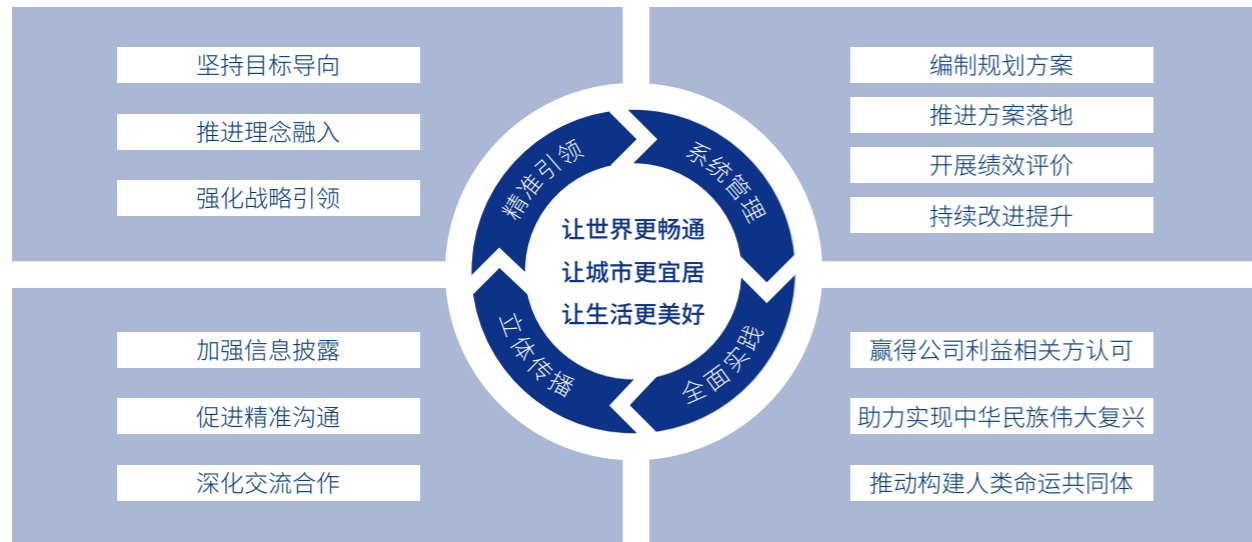 坚持目标导向
推进理念融入
强化战略引领
编制规划方案
推进方案落地
开展绩效评价
持续改进提升
精准引领
系统管理
让世界更畅通
让城市更宜居
让生活更美好
立体传播
全面实践
加强信息披露
促进精准沟通
深化交流合作
赢得公司利益相关方认可
助力实现中华民族伟大复兴
推动构建人类命运共同体